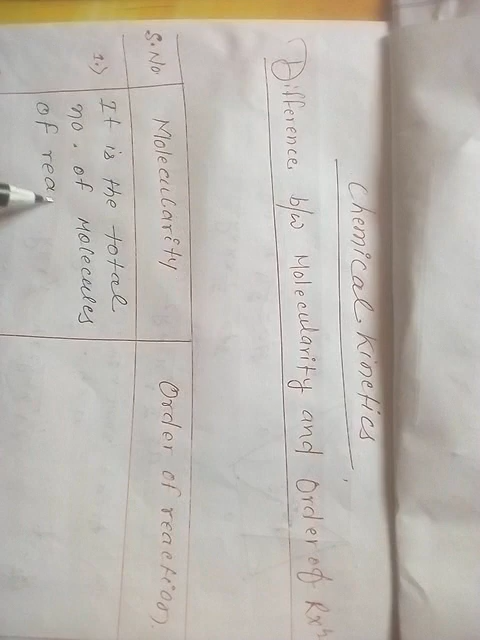 Chemical Kinetics
Difference b/w Molecularity and Order of Rxn
S.No Molecularity Order of reaction.
1.) It is the total
no. of Molecules
of rea